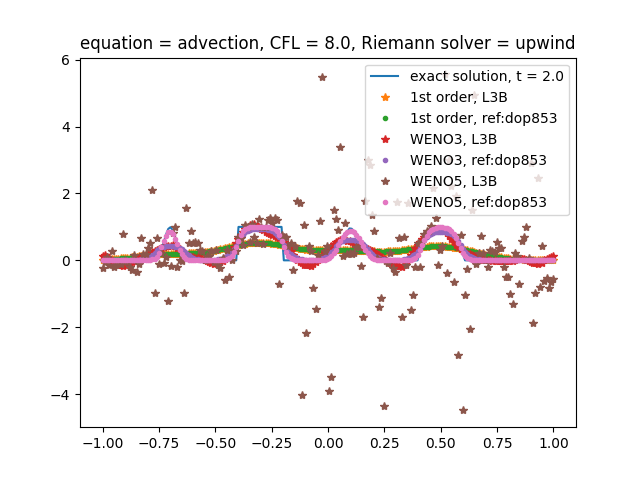 equation = advection, CFL = 8.0, Riemann solver = upwind
6
4
2
0
−2
−4
exact solution, t = 2.0
1st order, L3B
1st order, ref:dop853
WENO3, L3B
WENO3, ref:dop853
WENO5, L3B
WENO5, ref:dop853
−1.00 −0.75 −0.50 −0.25 0.00 0.25 0.50 0.75 1.00